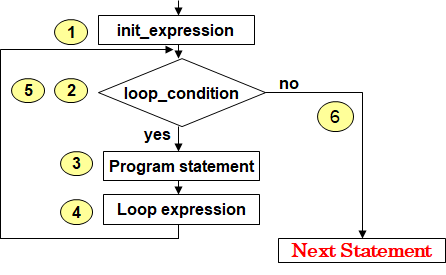 1
init_expression
5
2
loop_condition
no
6
yes
3
Program statement
4
Loop expression
Next Statement